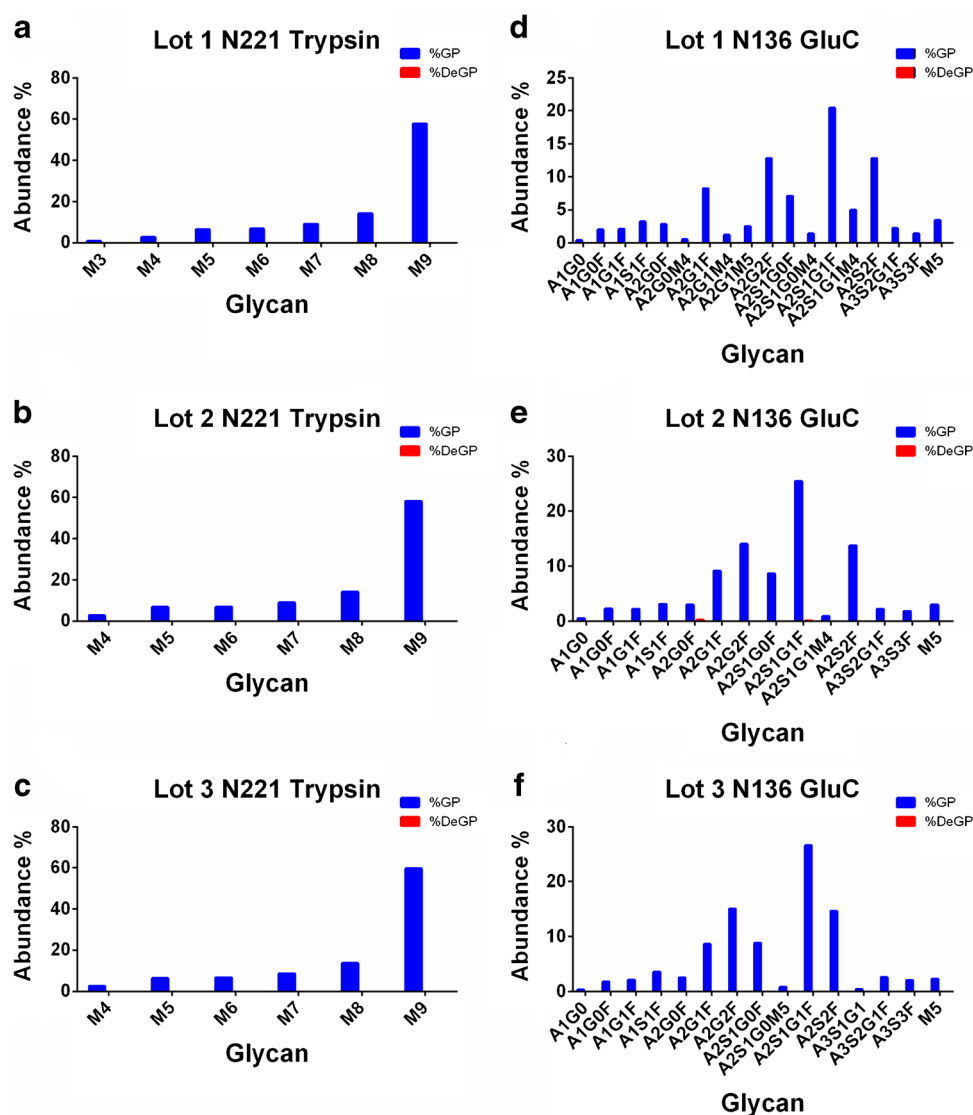 a
Lot 1 N221 Trypsin
%GP
%DeGP
Abundance %
80
60
40
20
0
M3
M4
M5
M6
M7
M8
M9
Glycan
b
Lot 2 N221 Trypsin
%GP
%DeGP
Abundance %
80
60
40
20
0
M4
M5
M6
M7
M8
M9
Glycan
c
Lot 3 N221 Trypsin
%GP
%DeGP
Abundance %
80
60
40
20
0
M4
M5
M6
M7
M8
M9
Glycan
d
Lot 1 N136 GluC
%GP
%DeGP
Abundance %
25
20
15
10
5
0
A1G0
A1G0F
A1G1F
A1S1F
A2G0F
A2G0M4
A2G1F
A2G1M4
A2G1M5
A2G2F
A2S1G0F
A2S1G0M4
A2S1G1F
A2S1G1M4
A2S2F
A3S2G1F
A3S3F
M5
Glycan
e
Lot 2 N136 GluC
%GP
%DeGP
Abundance %
30
20
10
0
A1G0
A1G0F
A1G1F
A1S1F
A2G0F
A2G1F
A2G2F
A2S1G0F
A2S1G1F
A2S1G1M4
A2S2F
A3S2G1F
A3S3F
M5
Glycan
f
Lot 3 N136 GluC
%GP
%DeGP
Abundance %
30
20
10
0
A1G0
A1G0F
A1G1F
A1S1F
A2G0F
A2G1F
A2G2F
A2S1G0F
A2S1G0M5
A2S1G1F
A2S2F
A3S1G1
A3S2G1F
A3S3F
M5
Glycan